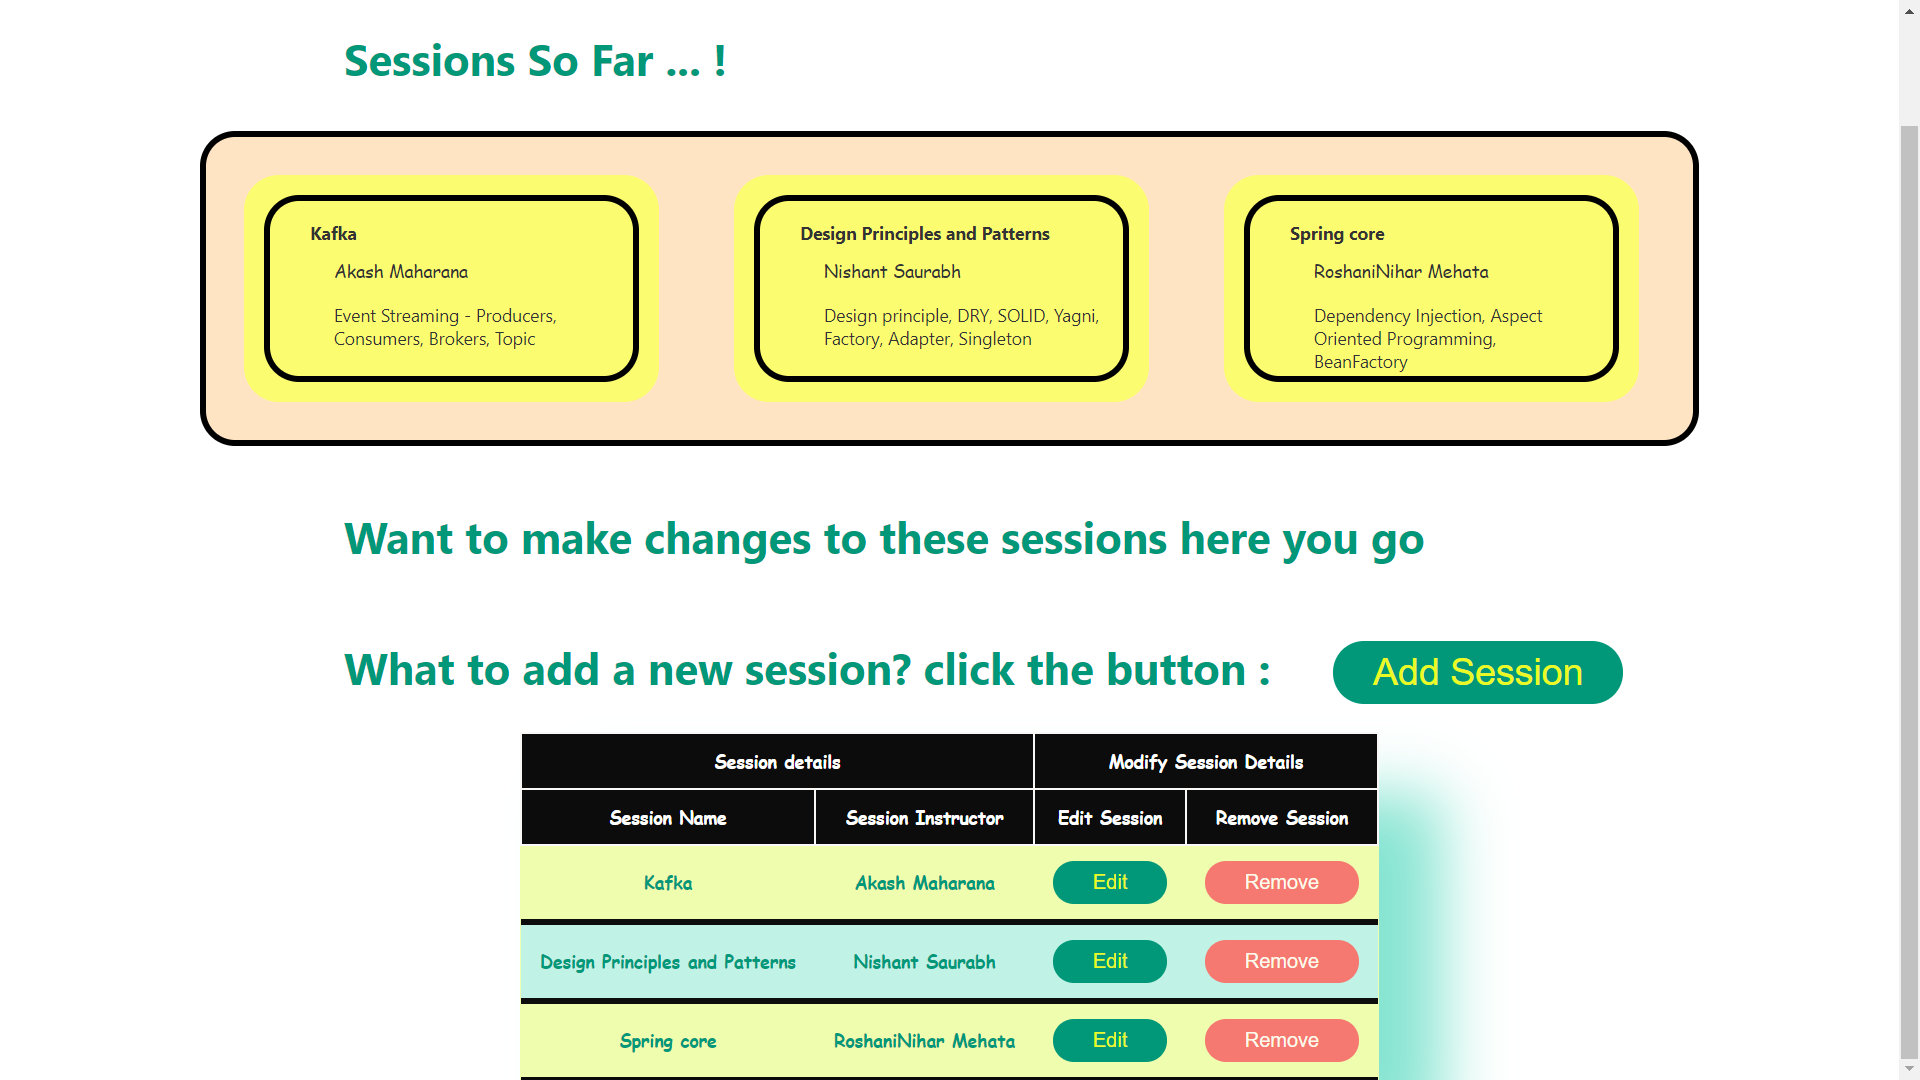 Sessions So Far ... !
Kafka
Akash Maharana
Event Streaming - Producers,
Consumers, Brokers, Topic
Design Principles and Patterns
Nishant Saurabh
Design principle, DRY, SOLID, Yagni,
Factory, Adapter, Singleton
Spring core
RoshaniNihar Mehata
Dependency Injection, Aspect
Oriented Programming,
BeanFactory
Want to make changes to these sessions here you go
What to add a new session? click the button :
Add Session
Session details Modify Session Details
Session Name Session Instructor Edit Session Remove Session
Kafka Akash Maharana Edit Remove
Design Principles and Patterns Nishant Saurabh Edit Remove
Spring core RoshaniNihar Mehata Edit Remove